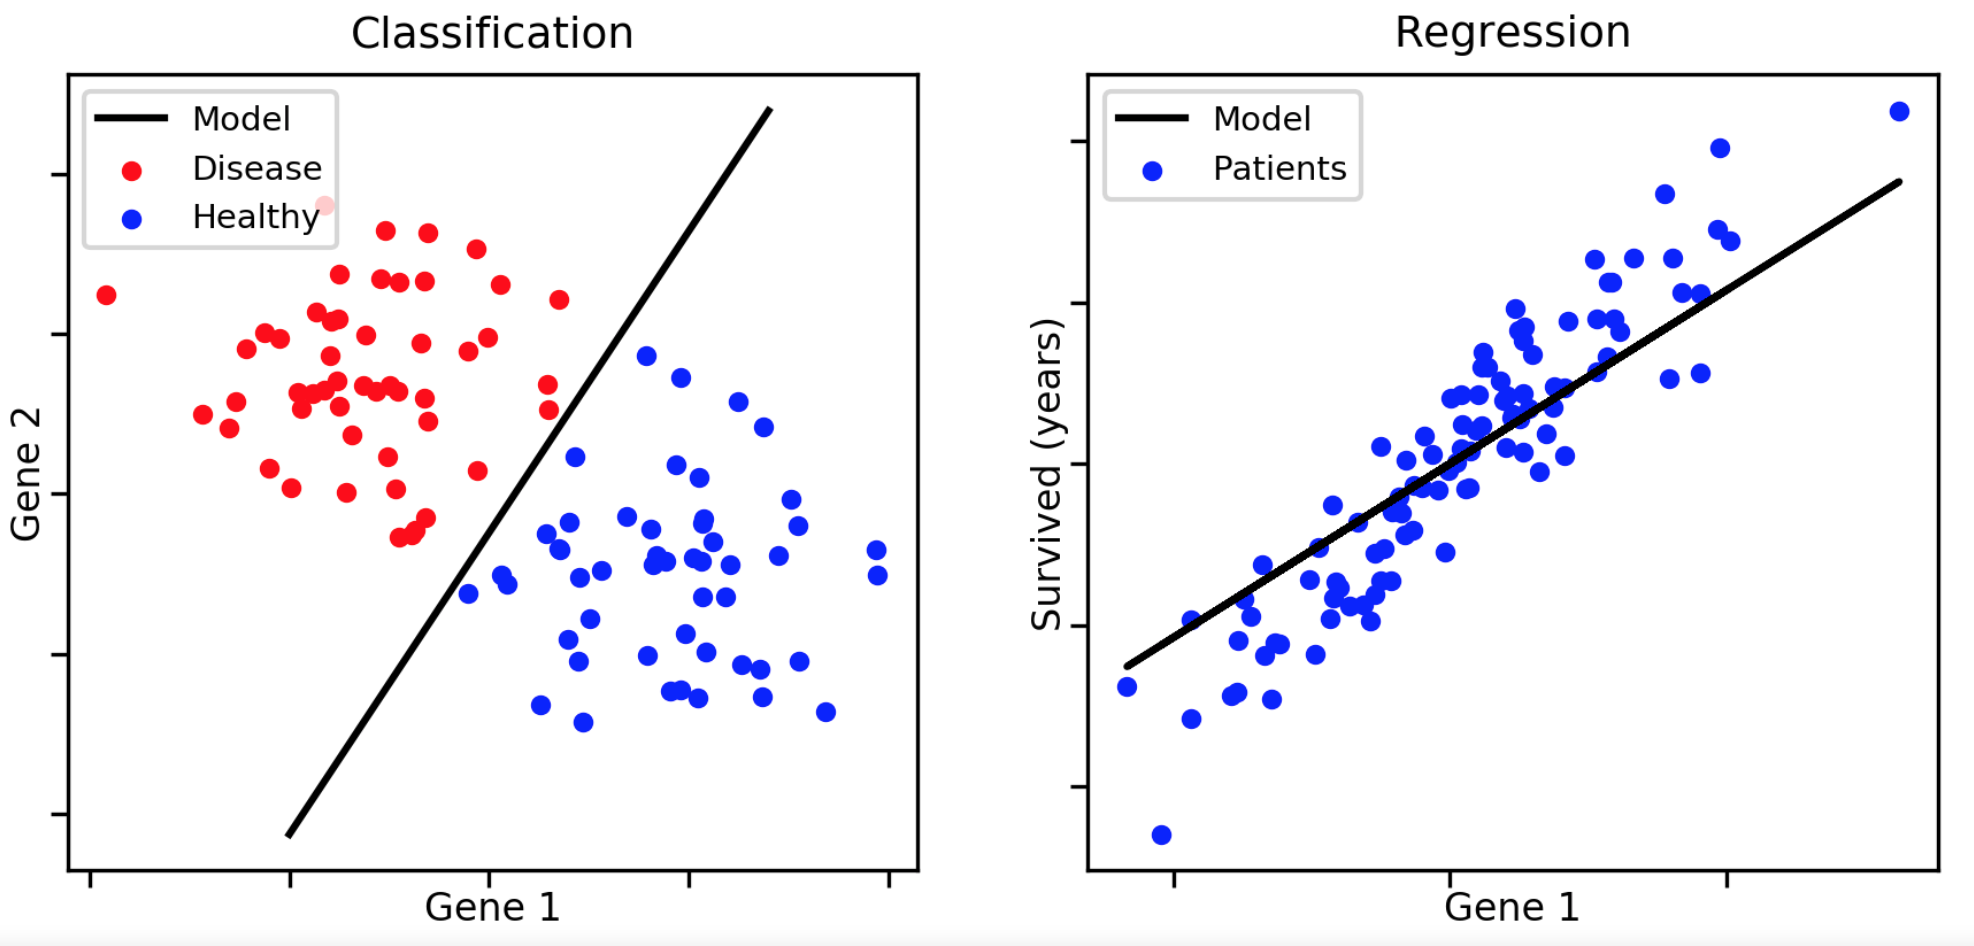 Classification
Model
Disease
Healthy
Gene 2
Gene 1
Regression
Model
Patients
Survived (years)
Gene 1